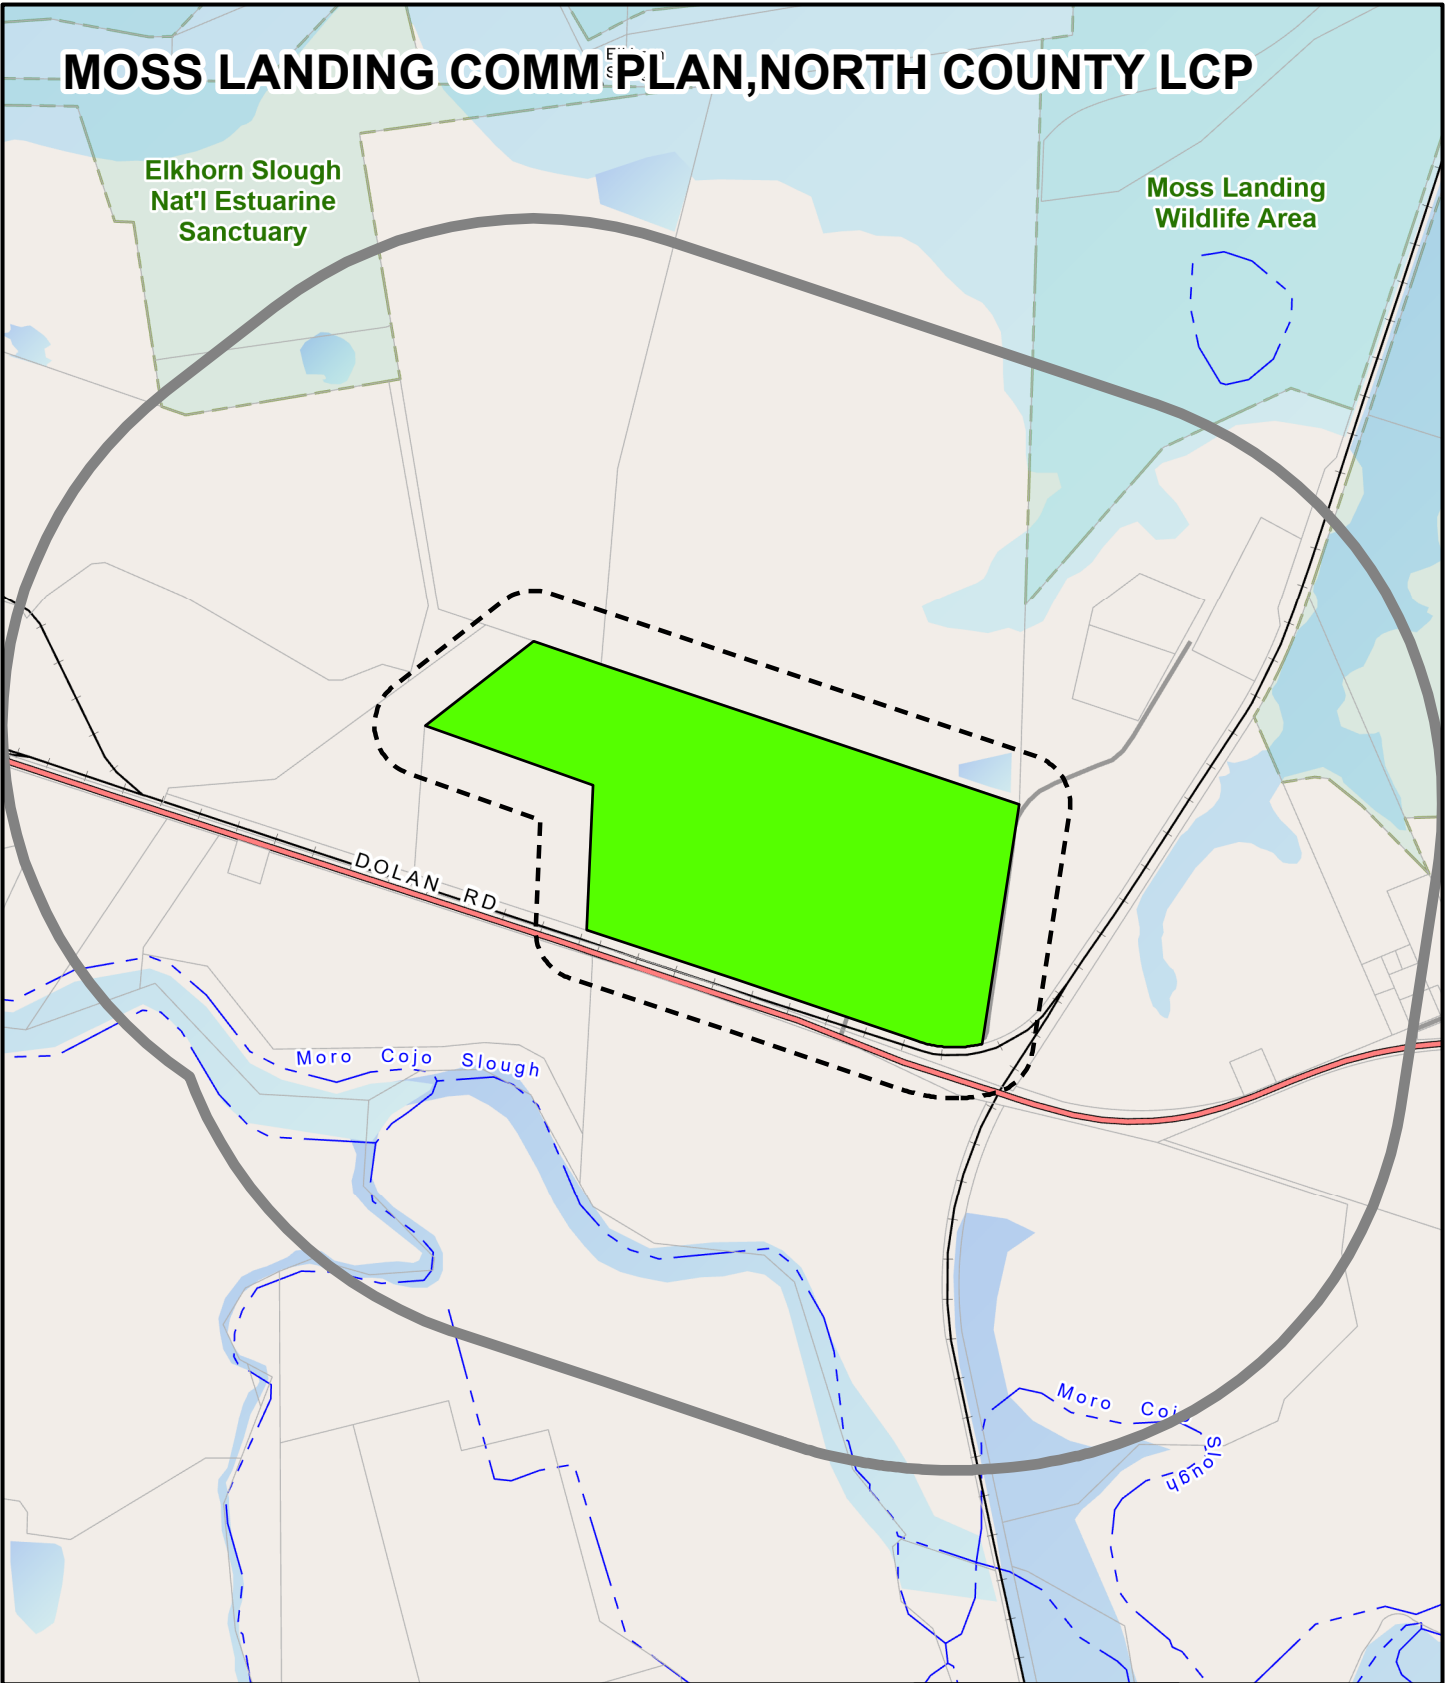 MOSS LANDING COMM PLAN,NORTH COUNTY LCP
Elkhorn Slough
Nat'l Estuarine
Sanctuary
Moss Landing
Wildlife Area
DOLAN RD
Moro Cojo Slough
Moro Cojo
Slough